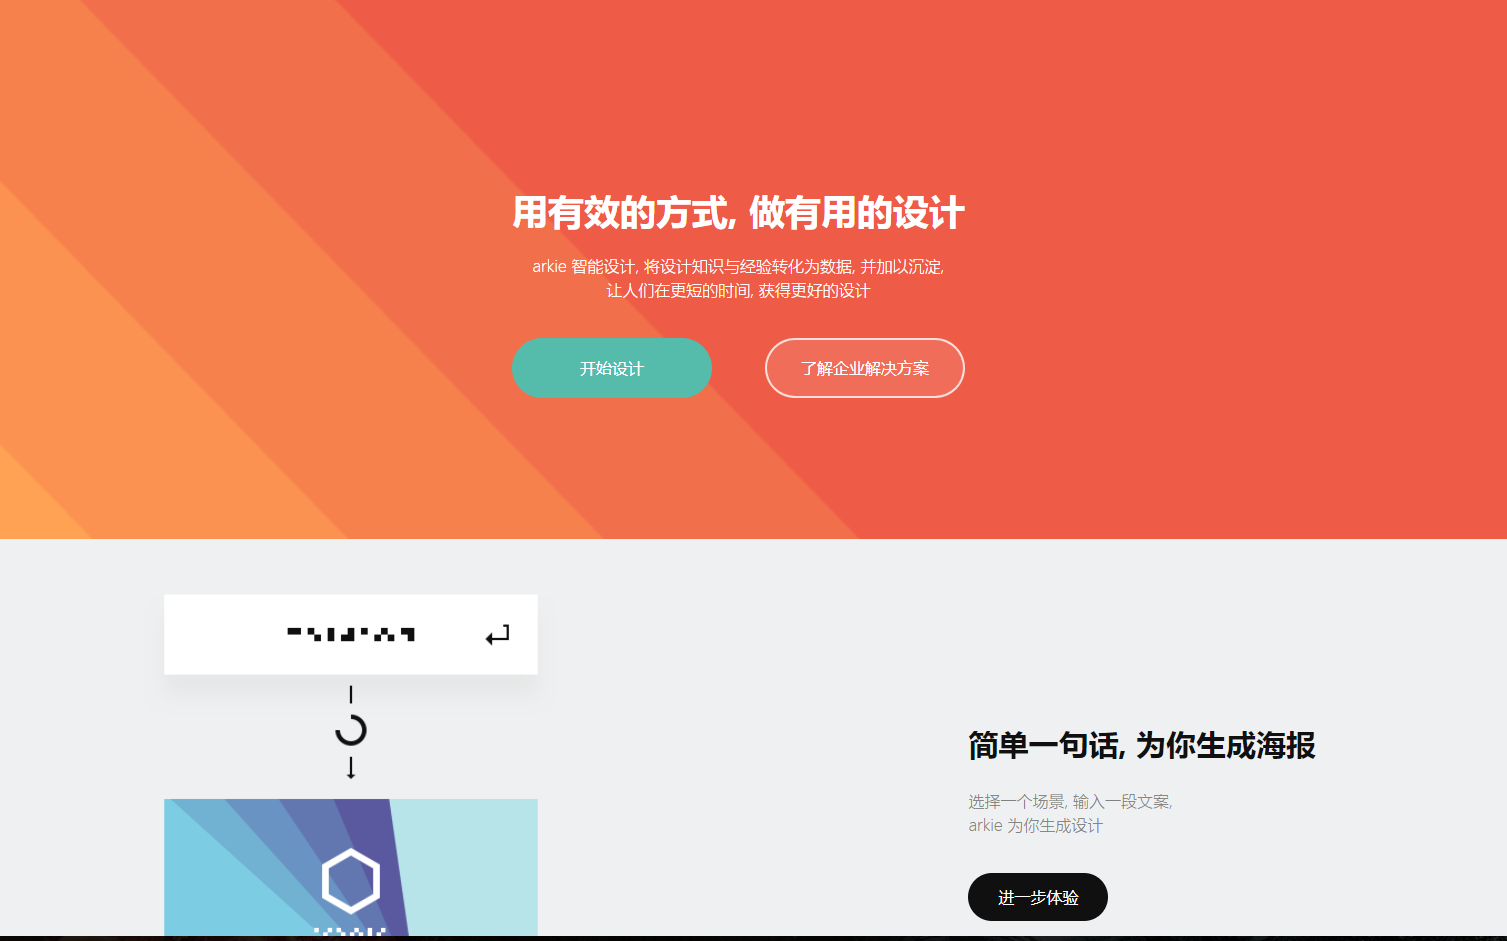 用有效的方式, 做有用的设计
arkie 智能设计, 将设计知识与经验转化为数据, 并加以沉淀,
让人们在更短的时间, 获得更好的设计
开始设计
了解企业解决方案
简单一句话, 为你生成海报
选择一个场景, 输入一段文案,
arkie 为你生成设计
进一步体验